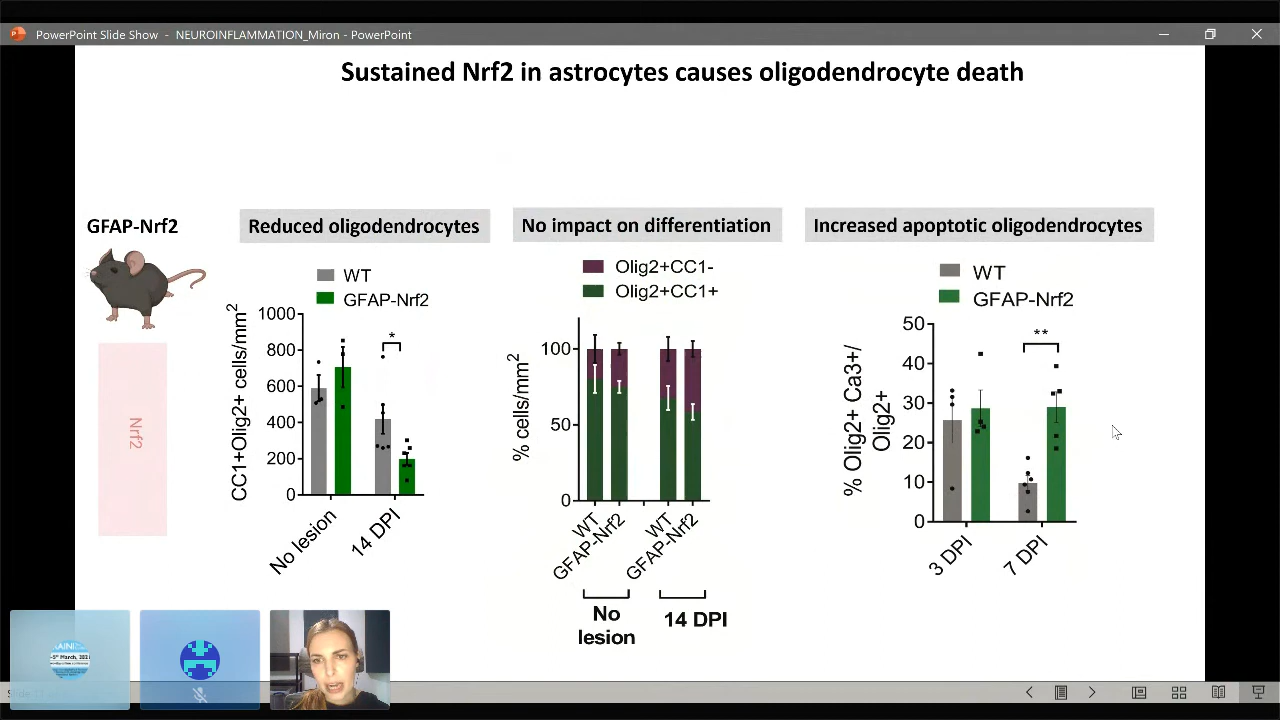 PowerPoint Slide Show - NEUROINFLAMMATION_Miron - PowerPoint
Sustained Nrf2 in astrocytes causes oligodendrocyte death
GFAP-Nrf2
Nrf2
Reduced oligodendrocytes
WT
GFAP-Nrf2
CC1+Olig2+ cells/mm2
1000
800
600
400
200
0
*
No lesion
14 DPI
No impact on differentiation
Olig2+CC1-
Olig2+CC1+
% cells/mm2
100
50
0
WT
GFAP-Nrf2
WT
GFAP-Nrf2
No
lesion
14 DPI
Increased apoptotic oligodendrocytes
WT
GFAP-Nrf2
% Olig2+ Ca3+/
Olig2+
50
40
30
20
10
0
**
3 DPI
7 DPI